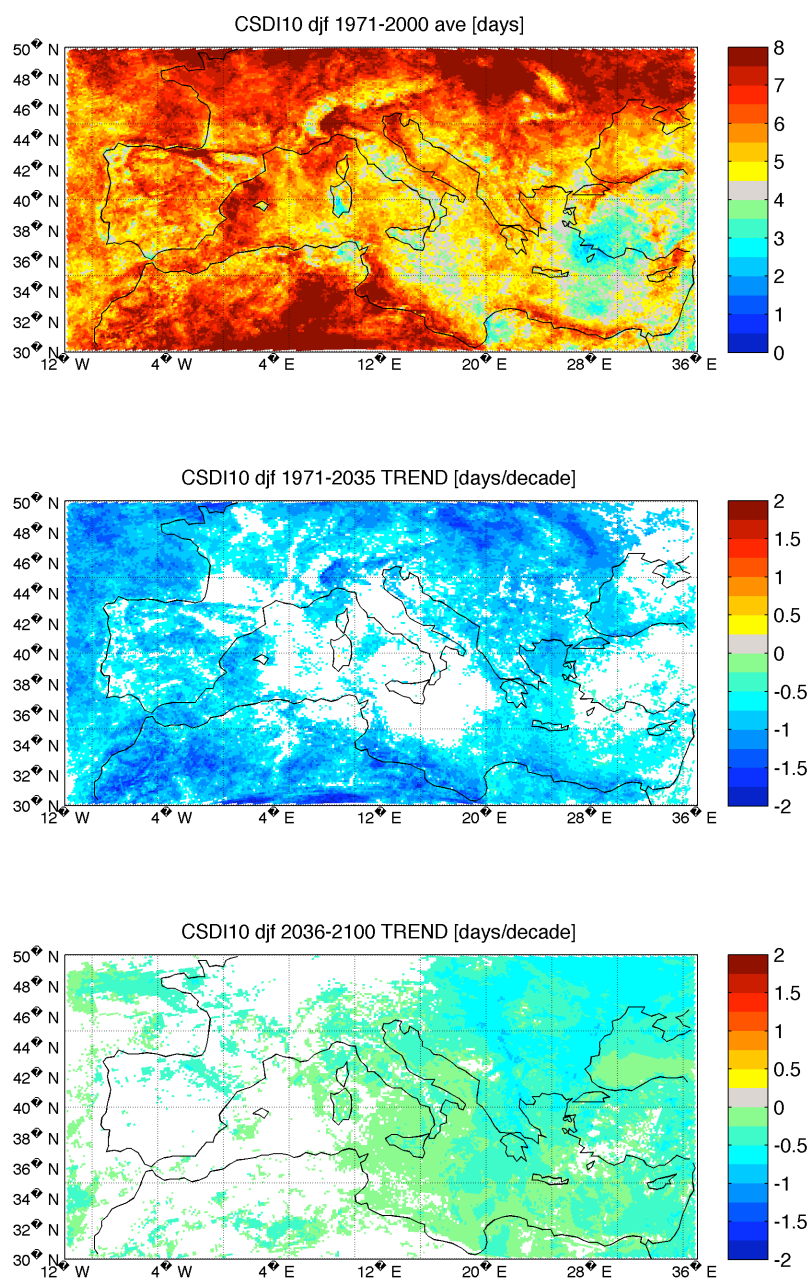 CSDI10 djf 1971-2000 ave [days]
50� N
48� N
46� N
44� N
42� N
40� N
38� N
36� N
34� N
32� N
30� N
12� W
4� W
4� E
12� E
20� E
28� E
36� E
8
7
6
5
4
3
2
1
0
CSDI10 djf 1971-2035 TREND [days/decade]
50� N
48� N
46� N
44� N
42� N
40� N
38� N
36� N
34� N
32� N
30� N
12� W
4� W
4� E
12� E
20� E
28� E
36� E
2
1.5
1
0.5
0
-0.5
-1
-1.5
-2
CSDI10 djf 2036-2100 TREND [days/decade]
50� N
48� N
46� N
44� N
42� N
40� N
38� N
36� N
34� N
32� N
30� N
12� W
4� W
4� E
12� E
20� E
28� E
36� E
2
1.5
1
0.5
0
-0.5
-1
-1.5
-2